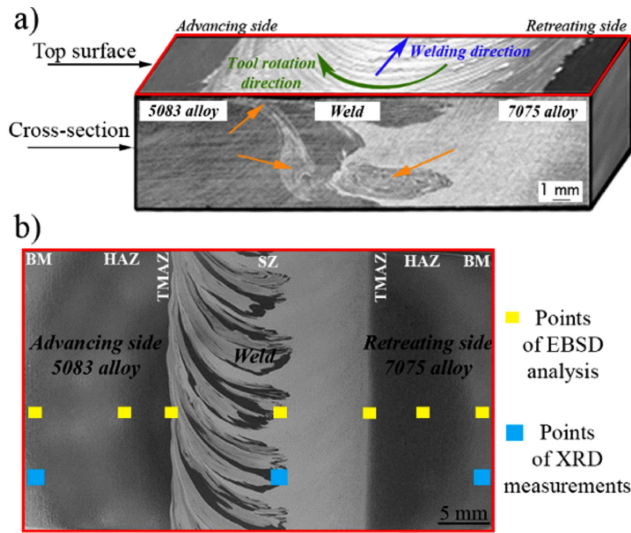 a)
Advancing side
Retreating side
Top surface
Welding direction
Tool rotation
direction
5083 alloy
Weld
7075 alloy
Cross-section
1 mm
b)
BM
HAZ
TMAZ
SZ
TMAZ
HAZ
BM
Advancing side
5083 alloy
Weld
Retreating side
7075 alloy
Points
of EBSD
analysis
Points
of XRD
measurements
5 mm